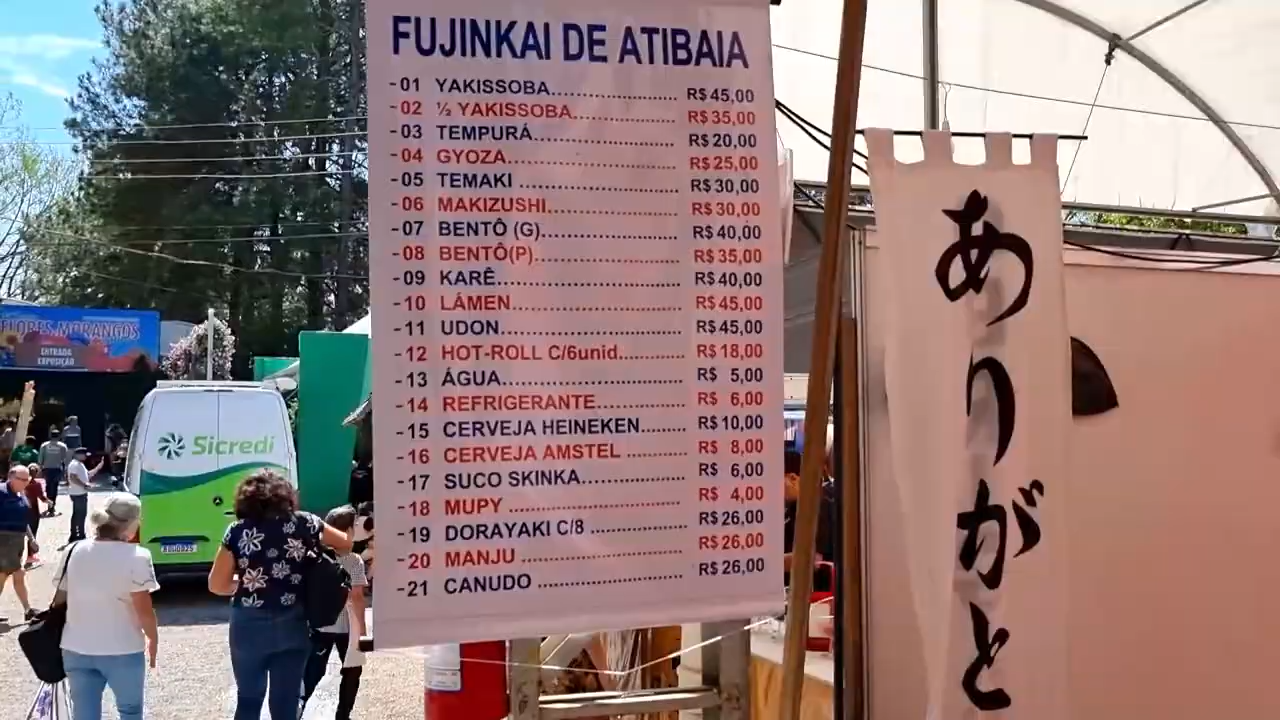 FUJINKAI DE ATIBAIA
-01 YAKISSOBA........................ R$ 45,00
-02 ½ YAKISSOBA.................... R$ 35,00
-03 TEMPURÁ.......................... R$ 20,00
-04 GYOZA.............................. R$ 25,00
-05 TEMAKI ............................ R$ 30,00
-06 MAKIZUSHI........................ R$ 30,00
-07 BENTÔ (G)......................... R$ 40,00
-08 BENTÔ(P).......................... R$ 35,00
-09 KARÊ................................ R$ 40,00
-10 LÁMEN.............................. R$ 45,00
-11 UDON................................ R$ 45,00
-12 HOT-ROLL C/6unid............ R$ 18,00
-13 ÁGUA................................ R$ 5,00
-14 REFRIGERANTE................ R$ 6,00
-15 CERVEJA HEINEKEN........ R$ 10,00
-16 CERVEJA AMSTEL ........... R$ 8,00
-17 SUCO SKINKA.................. R$ 6,00
-18 MUPY .............................. R$ 4,00
-19 DORAYAKI C/8 ................ R$ 26,00
-20 MANJU ............................ R$ 26,00
-21 CANUDO ......................... R$ 26,00
ありがと
FLORES MORANGOS
ENTRADA
EXPOSIÇÃO
Sicredi